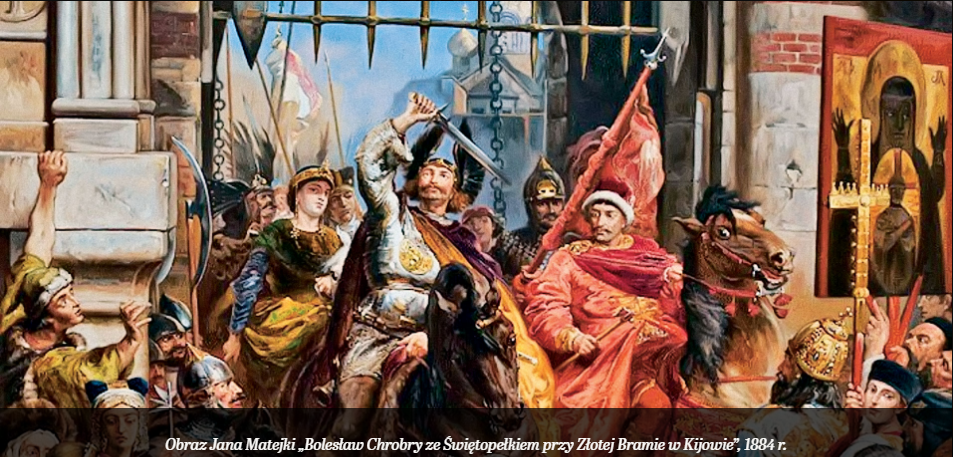 Obraz Jana Matejki „Bolesław Chrobry ze Świętopełkiem przy Złotej Bramie w Kijowie”, 1884 r.